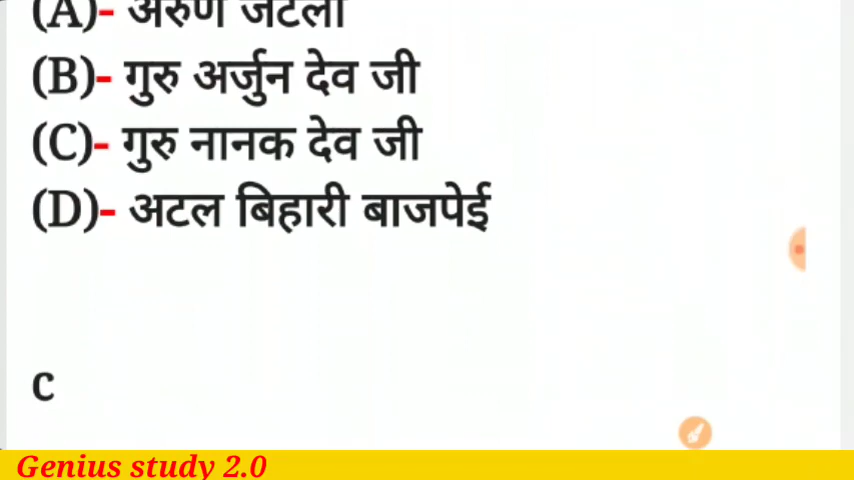 (A)- अरुण जेटली
(B)- गुरु अर्जुन देव जी
(C)- गुरु नानक देव जी
(D)- अटल बिहारी बाजपेई
C
Genius study 2.0